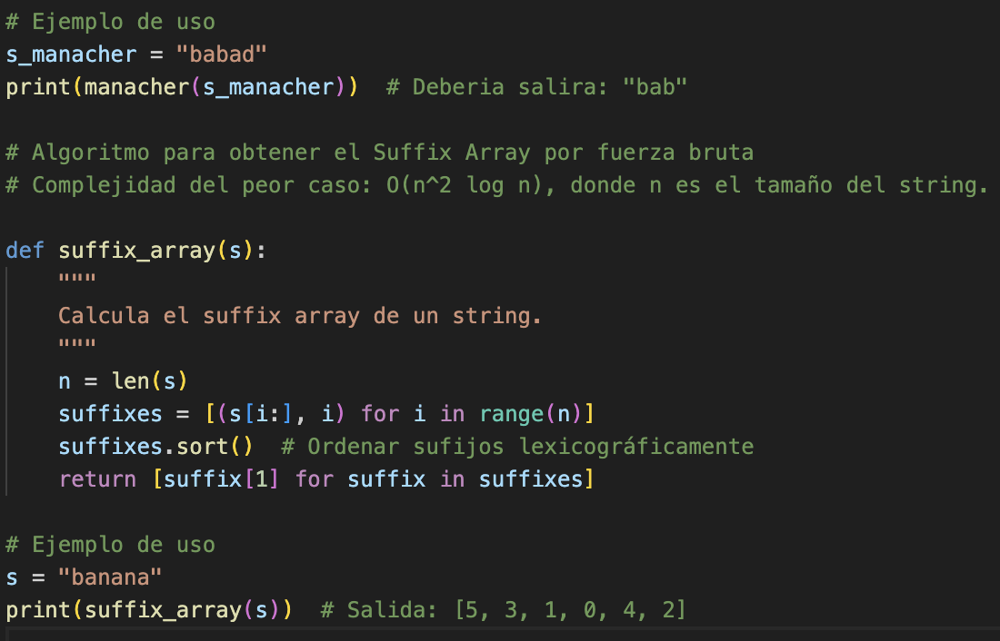 # Ejemplo de uso
s_manacher = "babad"
print(manacher(s_manacher))  # Deberia salira: "bab"
# Algoritmo para obtener el Suffix Array por fuerza bruta
# Complejidad del peor caso: O(n^2 log n), donde n es el tamaño del string.
def suffix_array(s):
    """
    Calcula el suffix array de un string.
    """
    n = len(s)
    suffixes = [(s[i:], i) for i in range(n)]
    suffixes.sort()  # Ordenar sufijos lexicográficamente
    return [suffix[1] for suffix in suffixes]
# Ejemplo de uso
s = "banana"
print(suffix_array(s))  # Salida: [5, 3, 1, 0, 4, 2]